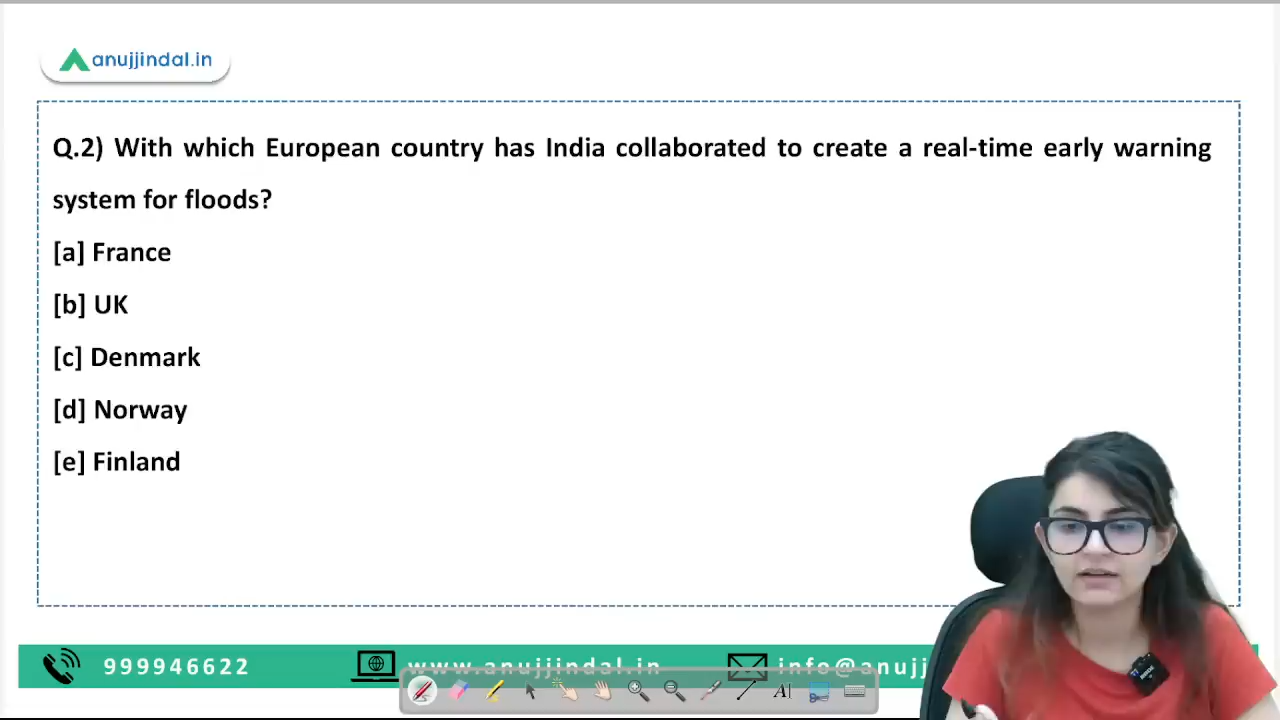 anujjindal.in
Q.2) With which European country has India collaborated to create a real-time early warning
system for floods?
[a] France
[b] UK
[c] Denmark
[d] Norway
[e] Finland
999946622
www.anujjindal.in
info@anujj
A